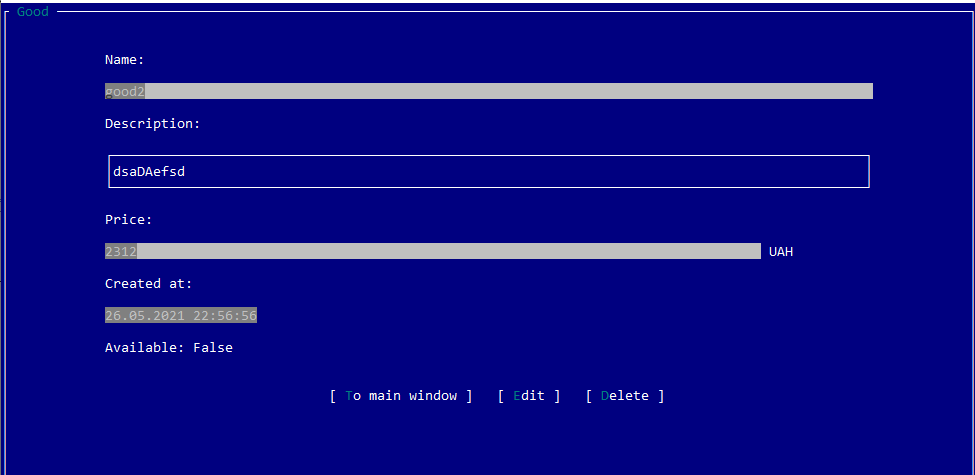 Good
Name:
good2
Description:
dsaDAefsd
Price:
2312 UAH
Created at:
26.05.2021 22:56:56
Available: False
[ To main window ] [ Edit ] [ Delete ]